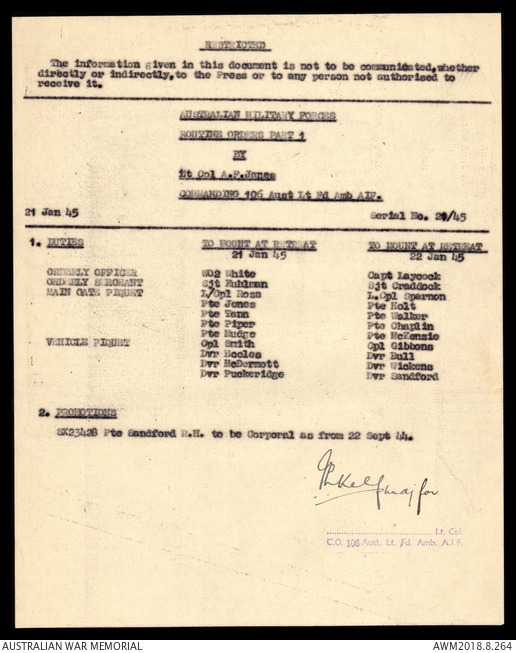 RESTRICTED
The information given in this document is not to be communicated, whether
directly or indirectly, to the Press or to any person not authorised to
receive it.
AUSTRALIAN MILITARY FORCES
ROUTINE ORDERS PART 1
BY
Lt Col A.F.Jones
COMMANDING 106 Aust Lt Fd Amb AIF.
21 Jan 45 Serial No. 21/45
1. DUTIES TO MOUNT AT RETREAT TO MOUNT AT RETREAT
21 Jan 45 22 Jan 45
ORDERLY OFFICER WO2 White Capt Laycock
ORDERLY SERGEANT Sjt Kuhlman Sjt Craddock
MAIN GATE PIQUET L/Cpl Ross L.Cpl Sparnon
Pte Jones Pte Holt
Pte Vann Pte Walker
Pte Piper Pte Chaplin
Pte Mudge Pte McKenzie
VEHICLE PIQUET Cpl Smith Cpl Gibbons
Dvr Eccles Dvr Bull
Dvr McDermott Dvr Wickens
Dvr Puckeridge Dvr Sandford
2. PROMOTIONS
SX23428 Pte Sandford R.H. to be Corporal as from 22 Sept 44.
major for
Lt. Col.
C.O. 106 Aust. Lt. Fd. Amb. A.I.F.
AUSTRALIAN WAR MEMORIAL AWM2018.8.264